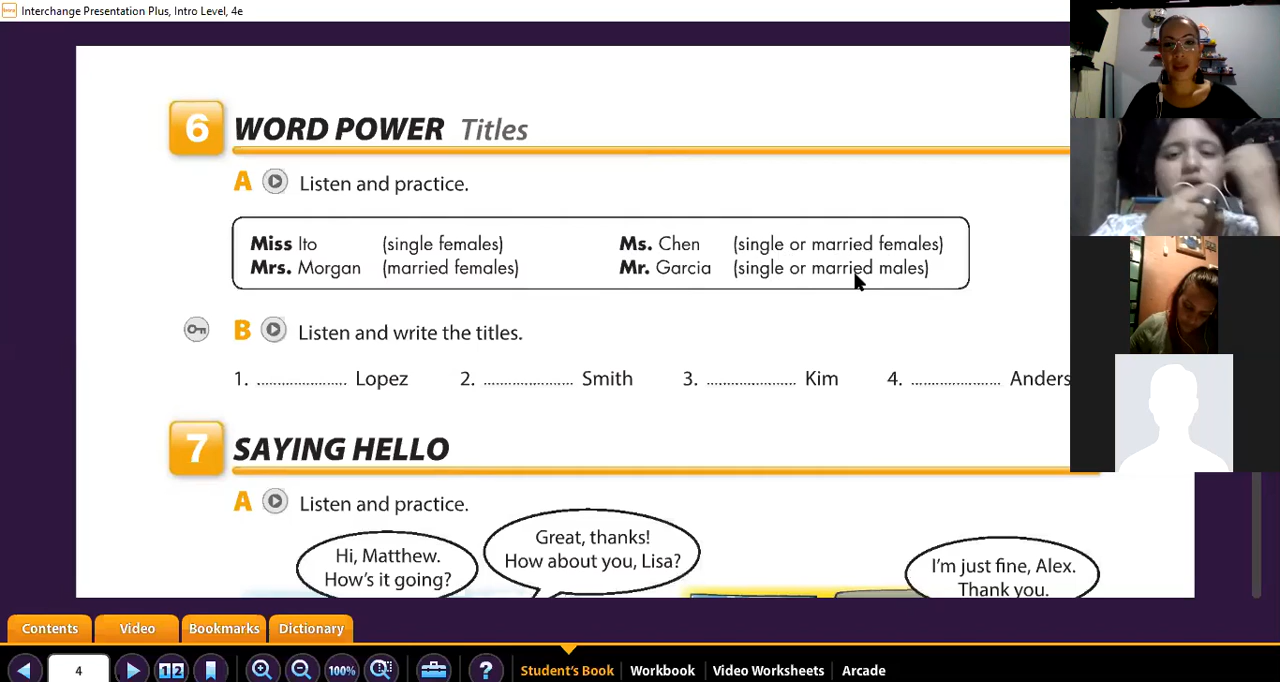 Interchange Presentation Plus, Intro Level, 4e
6 WORD POWER Titles
A Listen and practice.
Miss Ito (single females) Ms. Chen (single or married females)
Mrs. Morgan (married females) Mr. Garcia (single or married males)
B Listen and write the titles.
1. ..................... Lopez 2. ..................... Smith 3. ..................... Kim 4. ..................... Anders
7 SAYING HELLO
A Listen and practice.
Hi, Matthew.
How's it going?
Great, thanks!
How about you, Lisa?
I'm just fine, Alex.
Thank you.
Contents Video Bookmarks Dictionary
4 1 2 100% ? Student's Book Workbook Video Worksheets Arcade